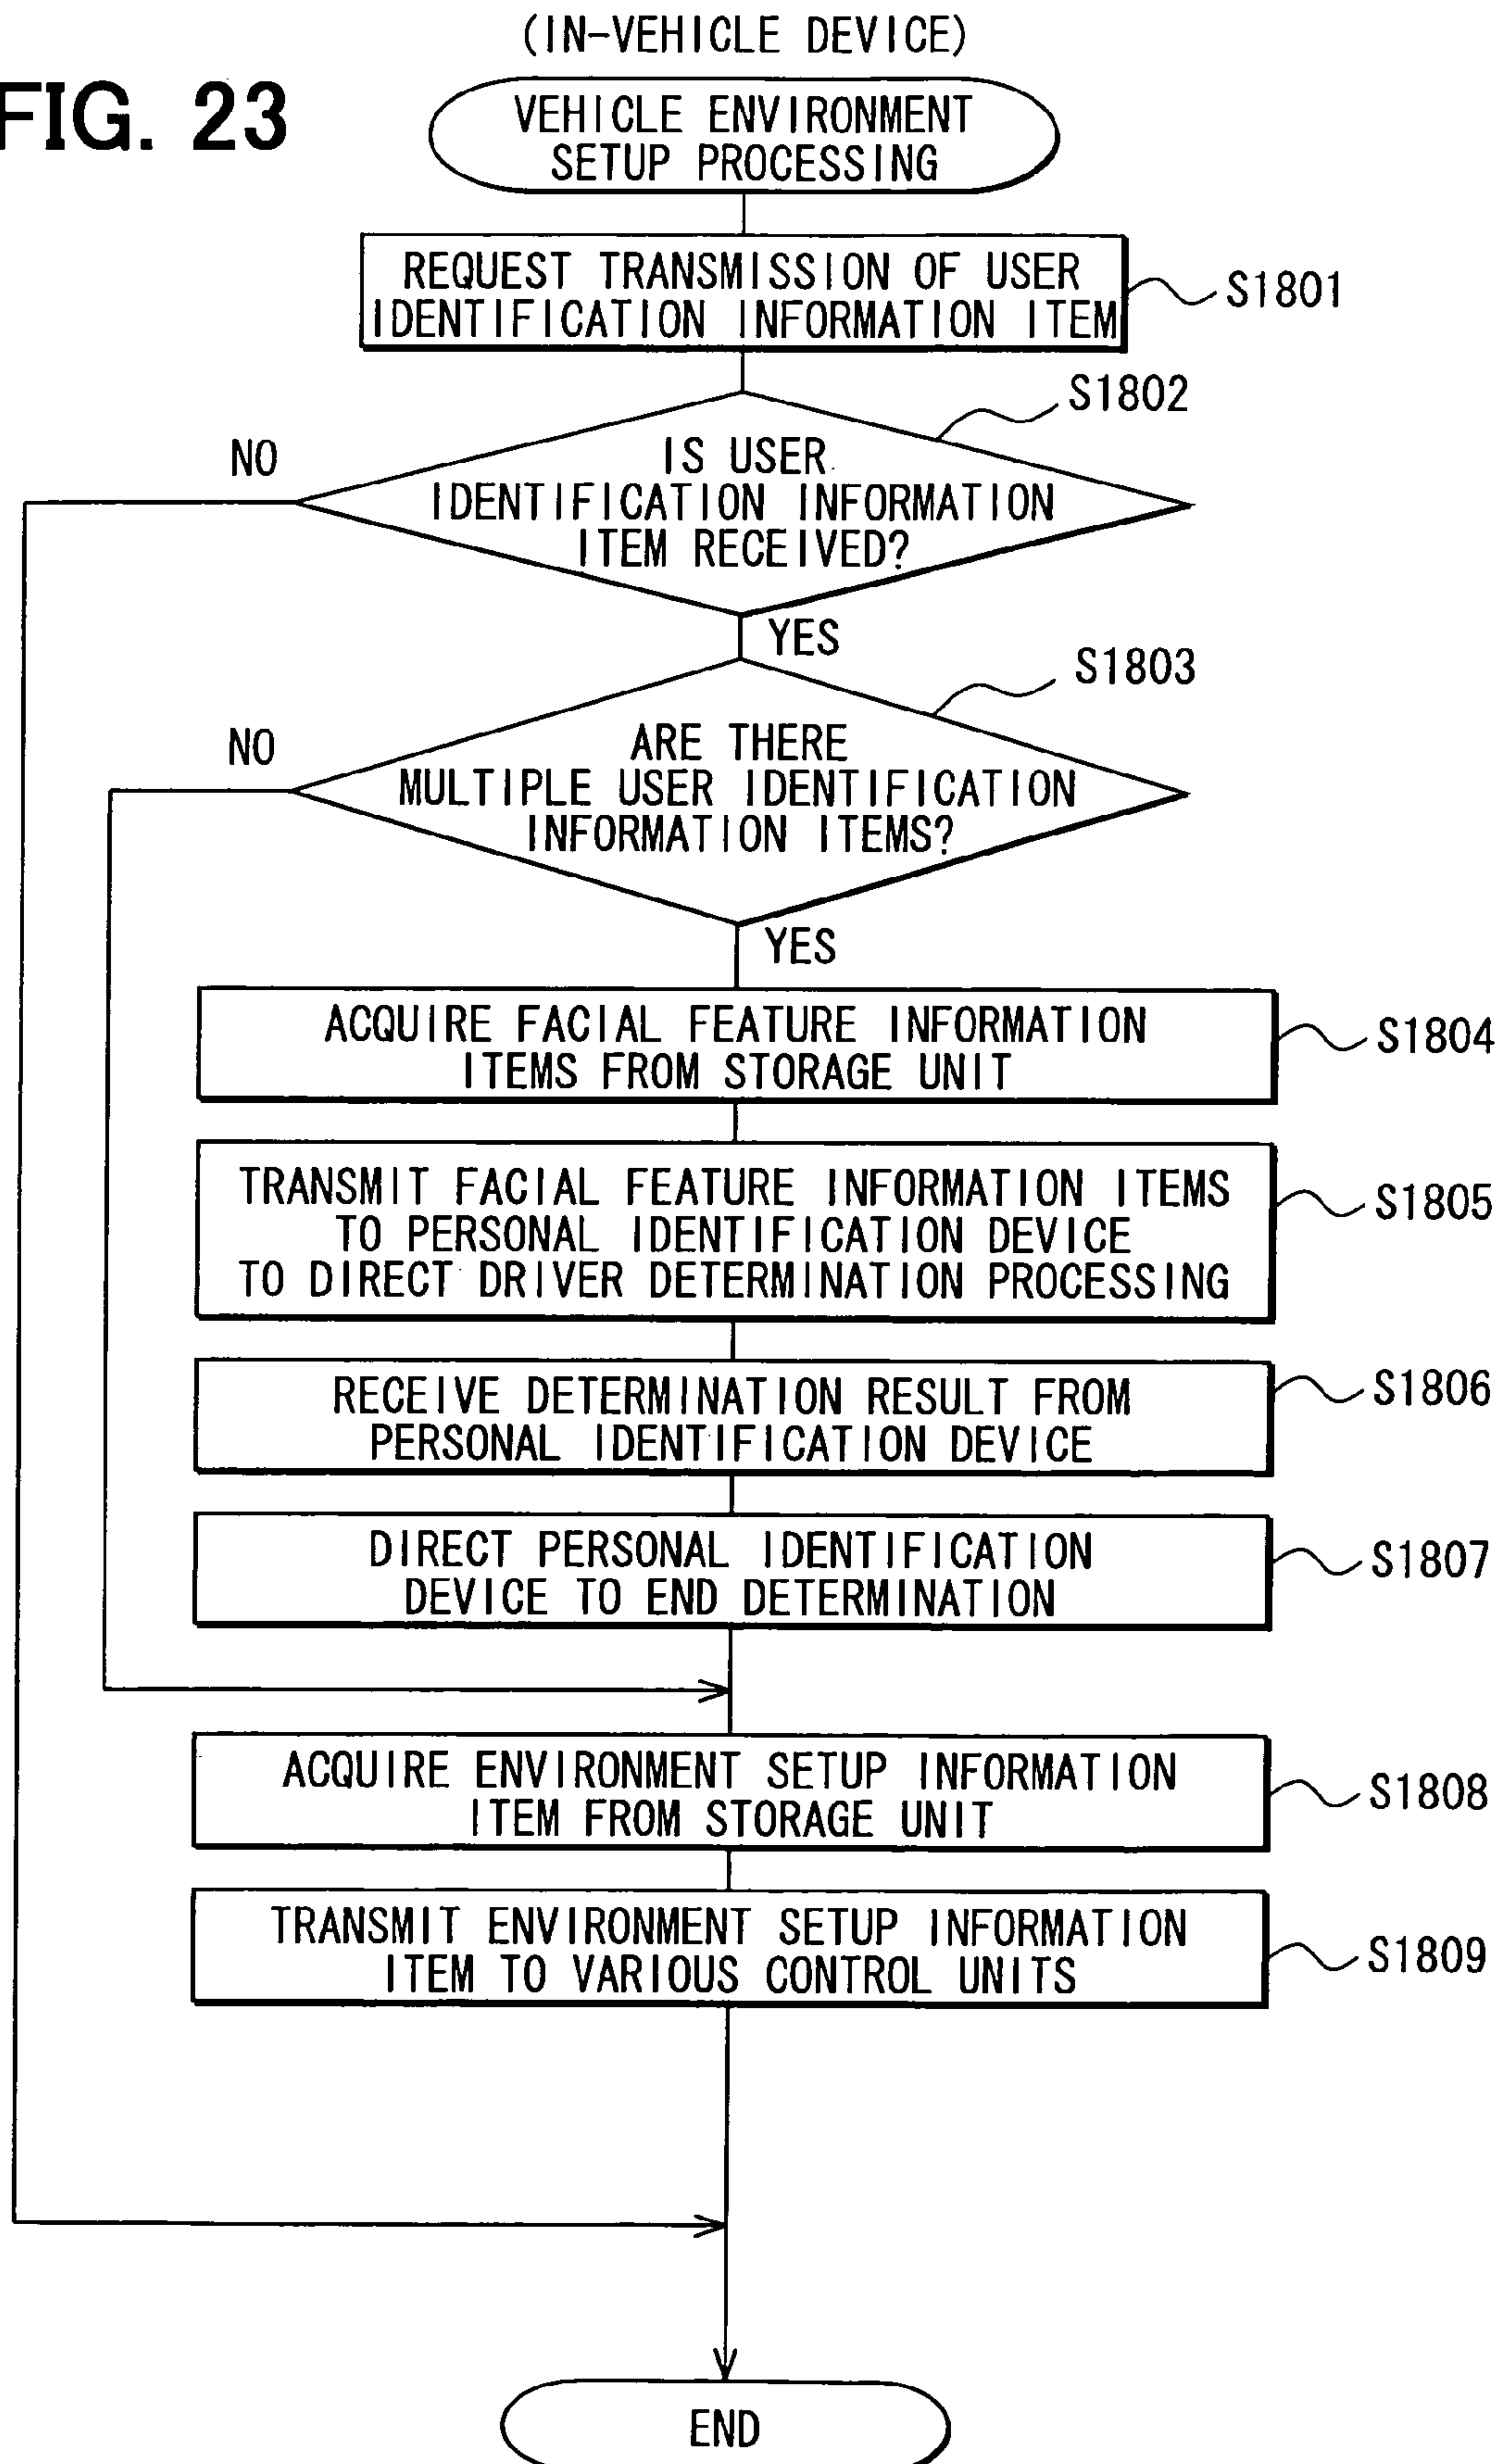 (IN-VEHICLE DEVICE)
FIG. 23
VEHICLE ENVIRONMENT
SETUP PROCESSING
REQUEST TRANSMISSION OF USER
IDENTIFICATION INFORMATION ITEM
S1801
S1802
NO
IS USER
IDENTIFICATION INFORMATION
ITEM RECEIVED?
YES
S1803
NO
ARE THERE
MULTIPLE USER IDENTIFICATION
INFORMATION ITEMS?
YES
ACQUIRE FACIAL FEATURE INFORMATION
ITEMS FROM STORAGE UNIT
S1804
TRANSMIT FACIAL FEATURE INFORMATION ITEMS
TO PERSONAL IDENTIFICATION DEVICE
TO DIRECT DRIVER DETERMINATION PROCESSING
S1805
RECEIVE DETERMINATION RESULT FROM
PERSONAL IDENTIFICATION DEVICE
S1806
DIRECT PERSONAL IDENTIFICATION
DEVICE TO END DETERMINATION
S1807
ACQUIRE ENVIRONMENT SETUP INFORMATION
ITEM FROM STORAGE UNIT
S1808
TRANSMIT ENVIRONMENT SETUP INFORMATION
ITEM TO VARIOUS CONTROL UNITS
S1809
END